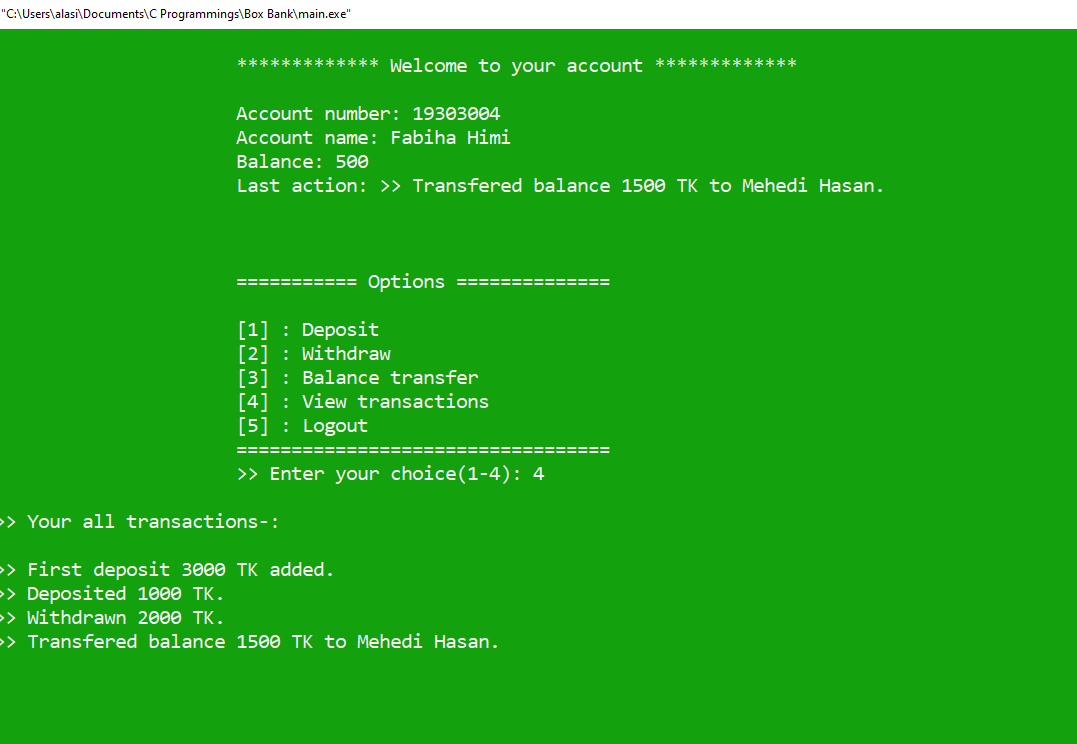 "C:\Users\alasi\Documents\C Programmings\Box Bank\main.exe"
************* Welcome to your account *************
Account number: 19303004
Account name: Fabiha Himi
Balance: 500
Last action: >> Transfered balance 1500 TK to Mehedi Hasan.
=========== Options ==============
[1] : Deposit
[2] : Withdraw
[3] : Balance transfer
[4] : View transactions
[5] : Logout
==================================
>> Enter your choice(1-4): 4
>> Your all transactions-:
>> First deposit 3000 TK added.
>> Deposited 1000 TK.
>> Withdrawn 2000 TK.
>> Transfered balance 1500 TK to Mehedi Hasan.